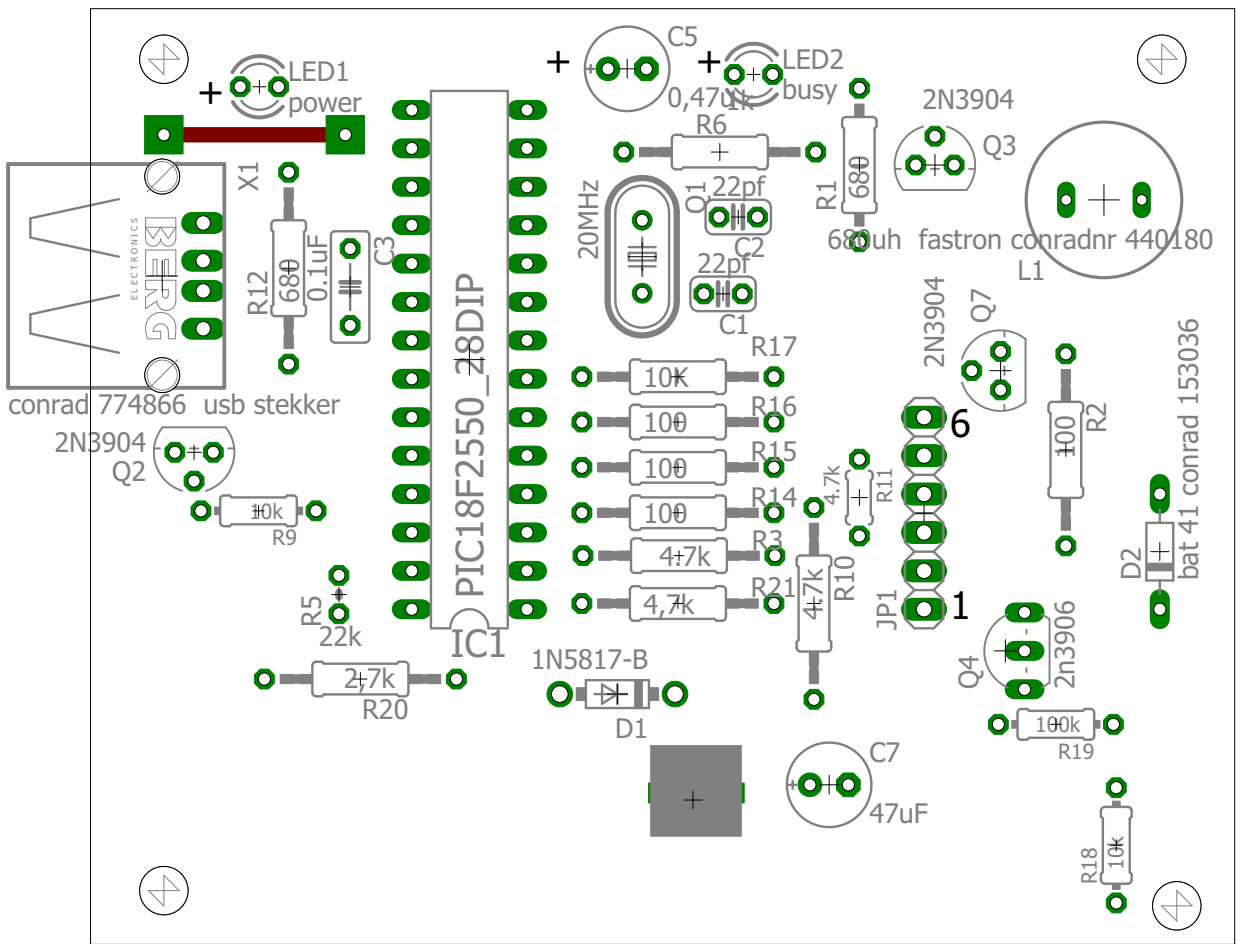 LED1
power
+
C5
+
0,47u
LED2
busy
+
1k
R6
2N3904
Q3
R1
680
680uh fastron conradnr 440180
L1
X1
BERG
ELECTRONICS
conrad 774866 usb stekker
R12
680
0.1uF
C3
PIC18F2550_28DIP
IC1
20MHz
Q1
22pf
C2
22pf
C1
2N3904
Q7
R17
10K
R16
100
R15
100
R14
100
R3
4.7k
R21
4,7k
4.7k
R11
R10
4.7k
6
JP1
1
100
R2
bat 41 conrad 153036
D2
2N3904
Q2
10k
R9
R5
22k
2,7k
R20
1N5817-B
D1
Q4
2n3906
100k
R19
C7
47uF
R18
10k